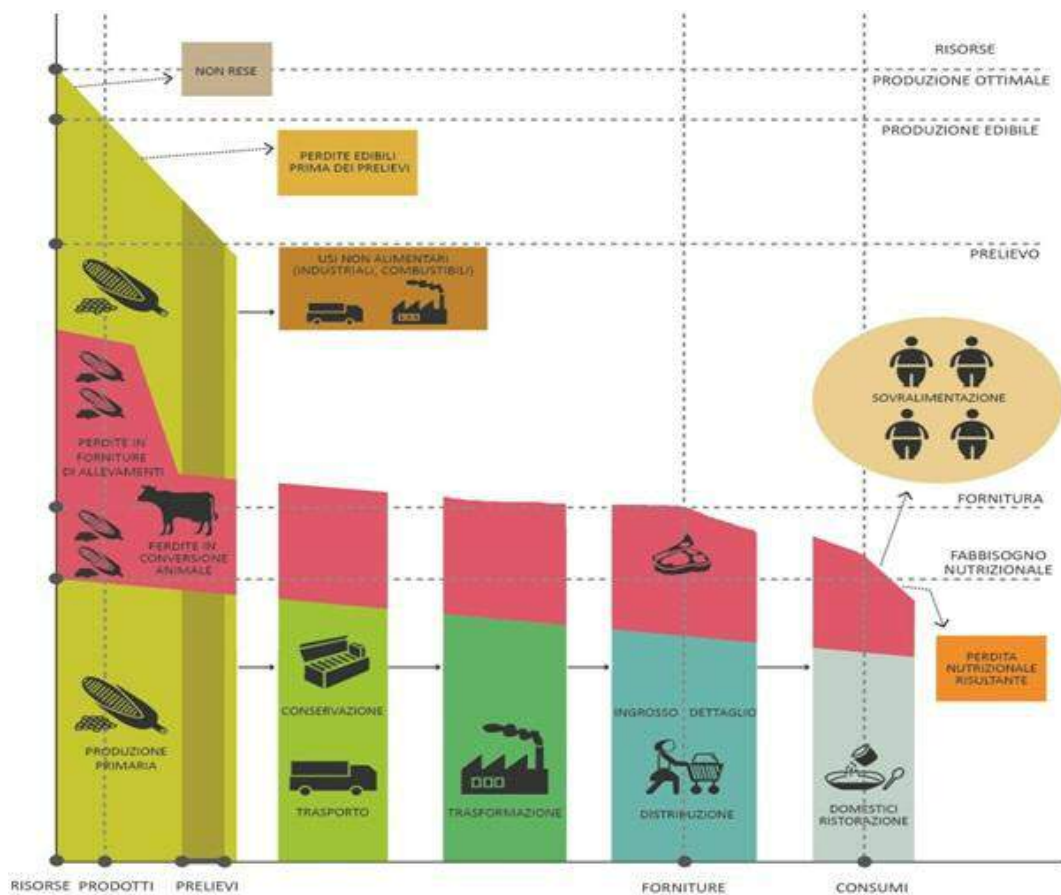 RISORSE
PRODUZIONE OTTIMALE
NON RESE
PRODUZIONE EDIBILE
PERDITE EDIBILI
PRIMA DEI PRELIEVI
PRELIEVO
USI NON ALIMENTARI
(INDUSTRIALI, COMBUSTIBILI)
SOVRALIMENTAZIONE
PERDITE IN
FORNITURE
DI ALLEVAMENTI
FORNITURA
PERDITE IN
CONVERSIONE
ANIMALE
FABBISOGNO
NUTRIZIONALE
PERDITA
NUTRIZIONALE
RISULTANTE
PRODUZIONE
PRIMARIA
CONSERVAZIONE
TRASPORTO
TRASFORMAZIONE
INGROSSO DETTAGLIO
DISTRIBUZIONE
DOMESTICI
RISTORAZIONE
RISORSE PRODOTTI PRELIEVI FORNITURE CONSUMI